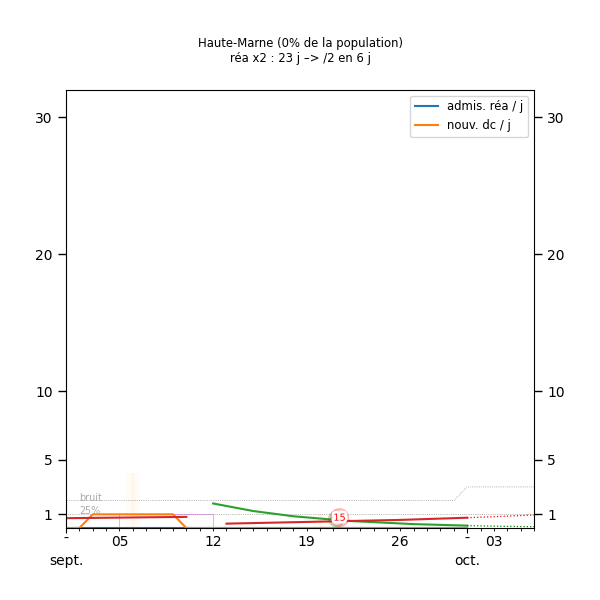 Haute-Marne (0% de la population)
réa x2 : 23 j –> /2 en 6 j
admis. réa / j
nouv. dc / j
30 30
20 20
10 10
5 5
bruit
25%
1 15 1
- 05 12 19 26 - 03
sept. oct.